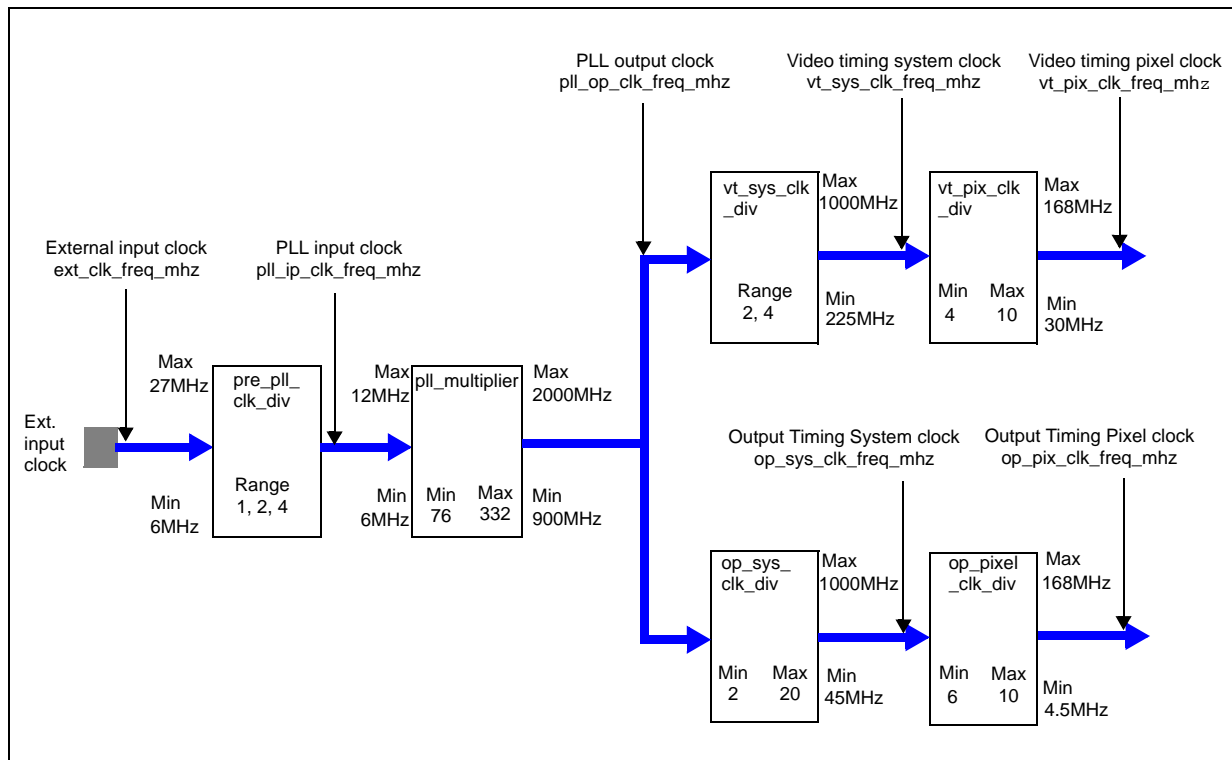 PLL output clock
pll_op_clk_freq_mhz
Video timing system clock
vt_sys_clk_freq_mhz
Video timing pixel clock
vt_pix_clk_freq_mhz
External input clock
ext_clk_freq_mhz
PLL input clock
pll_ip_clk_freq_mhz
Ext.
input
clock
Max
27MHz
Min
6MHz
pre_pll_
clk_div
Range
1, 2, 4
Max
12MHz
Min
6MHz
pll_multiplier
Min
76
Max
332
Max
2000MHz
Min
900MHz
vt_sys_clk
_div
Range
2, 4
Max
1000MHz
Min
225MHz
vt_pix_clk
_div
Min
4
Max
10
Max
168MHz
Min
30MHz
Output Timing System clock
op_sys_clk_freq_mhz
Output Timing Pixel clock
op_pix_clk_freq_mhz
op_sys_
clk_div
Min
2
Max
20
Max
1000MHz
Min
45MHz
op_pixel
_clk_div
Min
6
Max
10
Max
168MHz
Min
4.5MHz